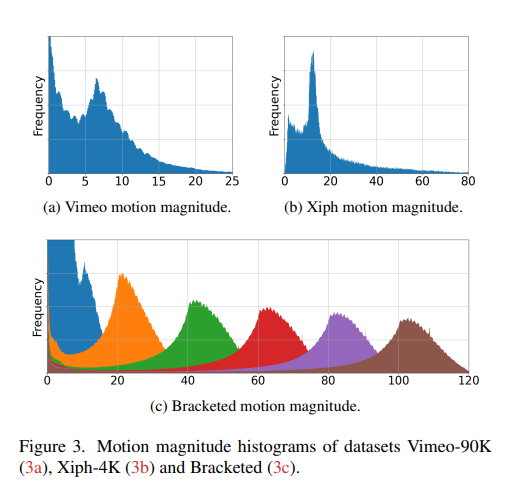 Frequency
0 5 10 15 20 25
(a) Vimeo motion magnitude.
Frequency
0 20 40 60 80
(b) Xiph motion magnitude.
Frequency
0 20 40 60 80 100 120
(c) Bracketed motion magnitude.
Figure 3. Motion magnitude histograms of datasets Vimeo-90K
(3a), Xiph-4K (3b) and Bracketed (3c).